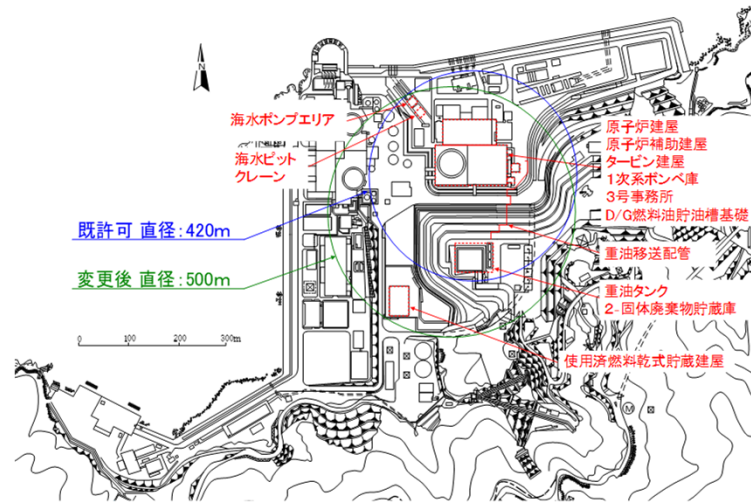 N
海水ポンプエリア
海水ピット
クレーン
原子炉建屋
原子炉補助建屋
タービン建屋
1次系ボンベ庫
3号事務所
D/G燃料油貯油槽基礎
既許可 直径:420m
重油移送配管
変更後 直径:500m
重油タンク
2-固体廃棄物貯蔵庫
0 100 200 300m
使用済燃料乾式貯蔵建屋
M